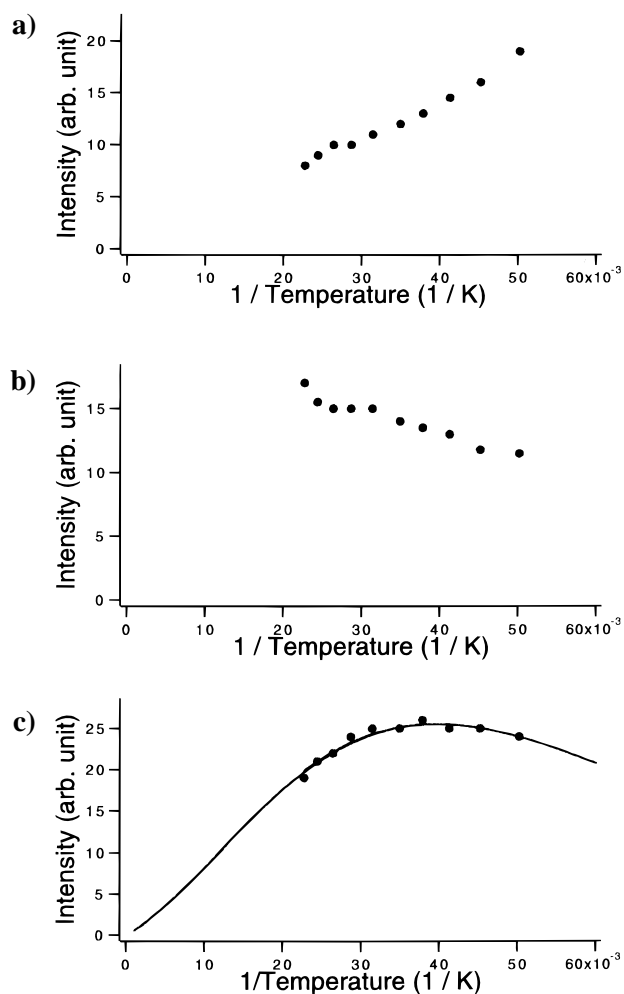 a)
20
15
10
5
0
Intensity (arb. unit)
0 10 20 30 40 50 60x10-3
1 / Temperature (1 / K)
b)
15
10
5
0
Intensity (arb. unit)
0 10 20 30 40 50 60x10-3
1 / Temperature (1 / K)
c)
25
20
15
10
5
0
Intensity (arb. unit)
0 10 20 30 40 50 60x10-3
1/Temperature (1 / K)